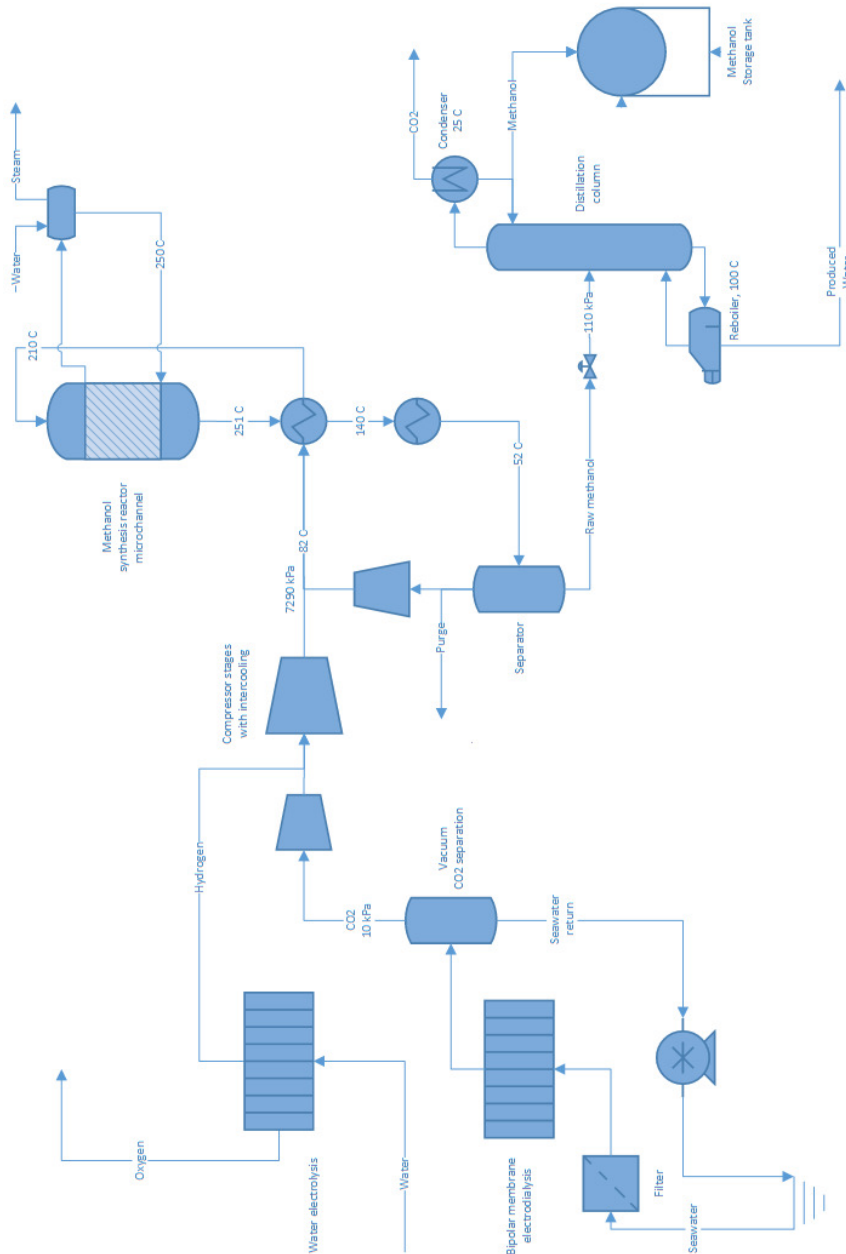 Oxygen
Water electrolysis
Water
Hydrogen
Seawater
Filter
Bipolar membrane
electrodialysis
Vacuum
CO2 separation
CO2
10 kPa
Seawater
return
Compressor stages
with intercooling
7290 kPa
82 C
Purge
Separator
Methanol
synthesis reactor
microchannel
210 C
251 C
140 C
52 C
Water
Steam
250 C
Raw methanol
110 kPa
Distillation
column
Reboiler, 100 C
Condenser
25 C
CO2
Methanol
Methanol
Storage tank
Produced
Water